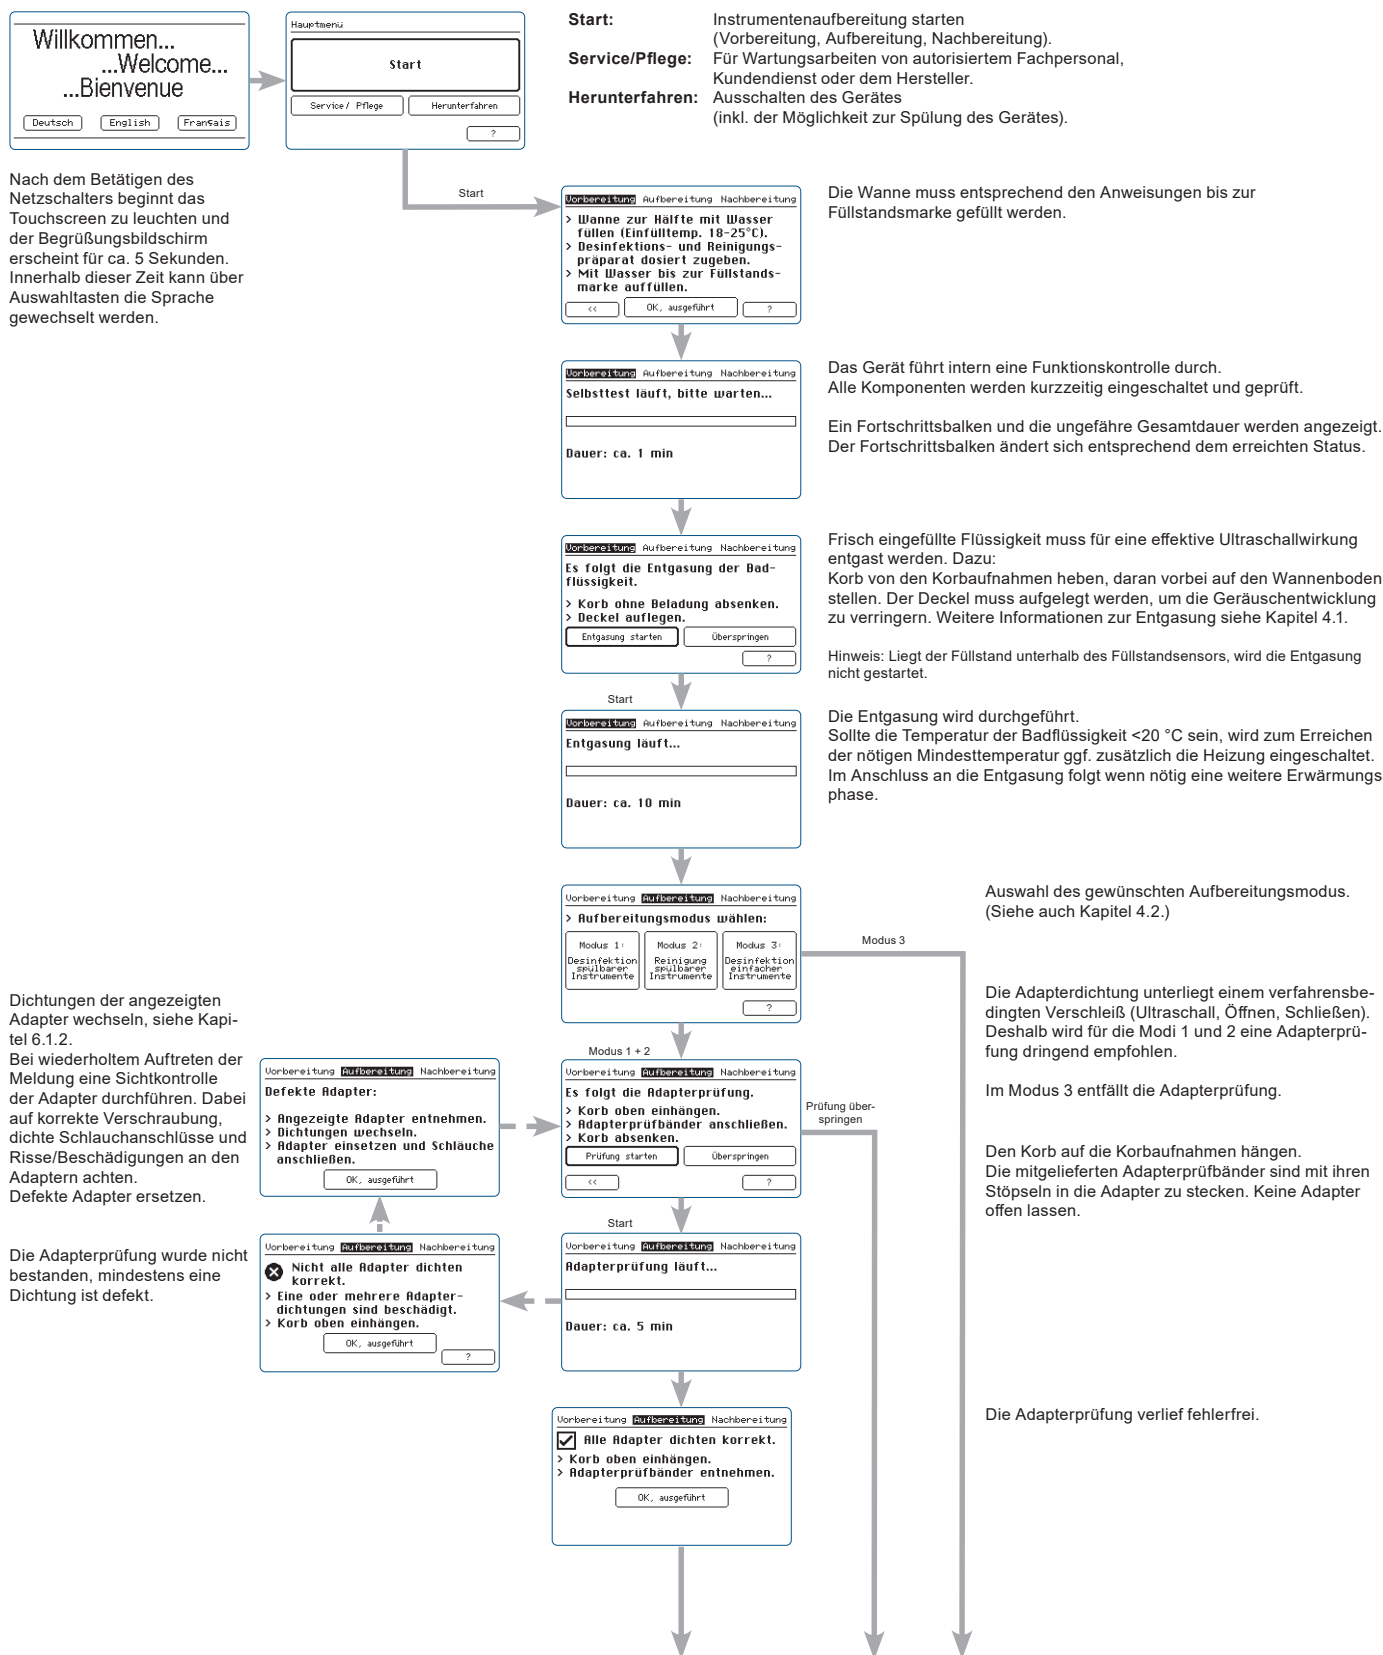 Willkommen...
...Welcome...
...Bienvenue
Deutsch English Français
Hauptmenü
Start
Service/ Pflege Herunterfahren
?
Start: Instrumentenaufbereitung starten
(Vorbereitung, Aufbereitung, Nachbereitung).
Service/Pflege: Für Wartungsarbeiten von autorisiertem Fachpersonal,
Kundendienst oder dem Hersteller.
Herunterfahren: Ausschalten des Gerätes
(inkl. der Möglichkeit zur Spülung des Gerätes).
Nach dem Betätigen des
Netzschalters beginnt das
Touchscreen zu leuchten und
der Begrüßungsbildschirm
erscheint für ca. 5 Sekunden.
Innerhalb dieser Zeit kann über
Auswahltasten die Sprache
gewechselt werden.
Start
Vorbereitung Aufbereitung Nachbereitung
> Wanne zur Hälfte mit Wasser
füllen (Einfülltemp. 18-25°C).
> Desinfektions- und Reinigungs-
präparat dosiert zugeben.
> Mit Wasser bis zur Füllstands-
marke auffüllen.
<< OK, ausgeführt ?
Die Wanne muss entsprechend den Anweisungen bis zur
Füllstandsmarke gefüllt werden.
Vorbereitung Aufbereitung Nachbereitung
Selbsttest läuft, bitte warten...
Dauer: ca. 1 min
Das Gerät führt intern eine Funktionskontrolle durch.
Alle Komponenten werden kurzzeitig eingeschaltet und geprüft.
Ein Fortschrittsbalken und die ungefähre Gesamtdauer werden angezeigt.
Der Fortschrittsbalken ändert sich entsprechend dem erreichten Status.
Vorbereitung Aufbereitung Nachbereitung
Es folgt die Entgasung der Bad-
flüssigkeit.
> Korb ohne Beladung absenken.
> Deckel auflegen.
Entgasung starten Überspringen
?
Frisch eingefüllte Flüssigkeit muss für eine effektive Ultraschallwirkung
entgast werden. Dazu:
Korb von den Korbaufnahmen heben, daran vorbei auf den Wannenboden
stellen. Der Deckel muss aufgelegt werden, um die Geräuschentwicklung
zu verringern. Weitere Informationen zur Entgasung siehe Kapitel 4.1.
Hinweis: Liegt der Füllstand unterhalb des Füllstandsensors, wird die Entgasung
nicht gestartet.
Start
Vorbereitung Aufbereitung Nachbereitung
Entgasung läuft...
Dauer: ca. 10 min
Die Entgasung wird durchgeführt.
Sollte die Temperatur der Badflüssigkeit <20 °C sein, wird zum Erreichen
der nötigen Mindesttemperatur ggf. zusätzlich die Heizung eingeschaltet.
Im Anschluss an die Entgasung folgt wenn nötig eine weitere Erwärmungs
phase.
Vorbereitung Aufbereitung Nachbereitung
> Aufbereitungsmodus wählen:
Modus 1: Modus 2: Modus 3:
Desinfektion Reinigung Desinfektion
spülbarer spülbarer einfacher
Instrumente Instrumente Instrumente
?
Modus 3
Auswahl des gewünschten Aufbereitungsmodus.
(Siehe auch Kapitel 4.2.)
Die Adapterdichtung unterliegt einem verfahrensbe-
dingten Verschleiß (Ultraschall, Öffnen, Schließen).
Deshalb wird für die Modi 1 und 2 eine Adapterprü-
fung dringend empfohlen.
Im Modus 3 entfällt die Adapterprüfung.
Dichtungen der angezeigten
Adapter wechseln, siehe Kapi-
tel 6.1.2.
Bei wiederholtem Auftreten der
Meldung eine Sichtkontrolle
der Adapter durchführen. Dabei
auf korrekte Verschraubung,
dichte Schlauchanschlüsse und
Risse/Beschädigungen an den
Adaptern achten.
Defekte Adapter ersetzen.
Vorbereitung Aufbereitung Nachbereitung
Defekte Adapter:
> Angezeigte Adapter entnehmen.
> Dichtungen wechseln.
> Adapter einsetzen und Schläuche
anschließen.
OK, ausgeführt
Modus 1 + 2
Vorbereitung Aufbereitung Nachbereitung
Es folgt die Adapterprüfung.
> Korb oben einhängen.
> Adapterprüfbänder anschließen.
> Korb absenken.
Prüfung starten Überspringen
<< ?
Prüfung über-
springen
Den Korb auf die Korbaufnahmen hängen.
Die mitgelieferten Adapterprüfbänder sind mit ihren
Stöpseln in die Adapter zu stecken. Keine Adapter
offen lassen.
Die Adapterprüfung wurde nicht
bestanden, mindestens eine
Dichtung ist defekt.
Vorbereitung Aufbereitung Nachbereitung
Nicht alle Adapter dichten
korrekt.
> Eine oder mehrere Adapter-
dichtungen sind beschädigt.
> Korb oben einhängen.
OK, ausgeführt
?
Start
Vorbereitung Aufbereitung Nachbereitung
Adapterprüfung läuft...
Dauer: ca. 5 min
Vorbereitung Aufbereitung Nachbereitung
Alle Adapter dichten korrekt.
> Korb oben einhängen.
> Adapterprüfbänder entnehmen.
OK, ausgeführt
Die Adapterprüfung verlief fehlerfrei.